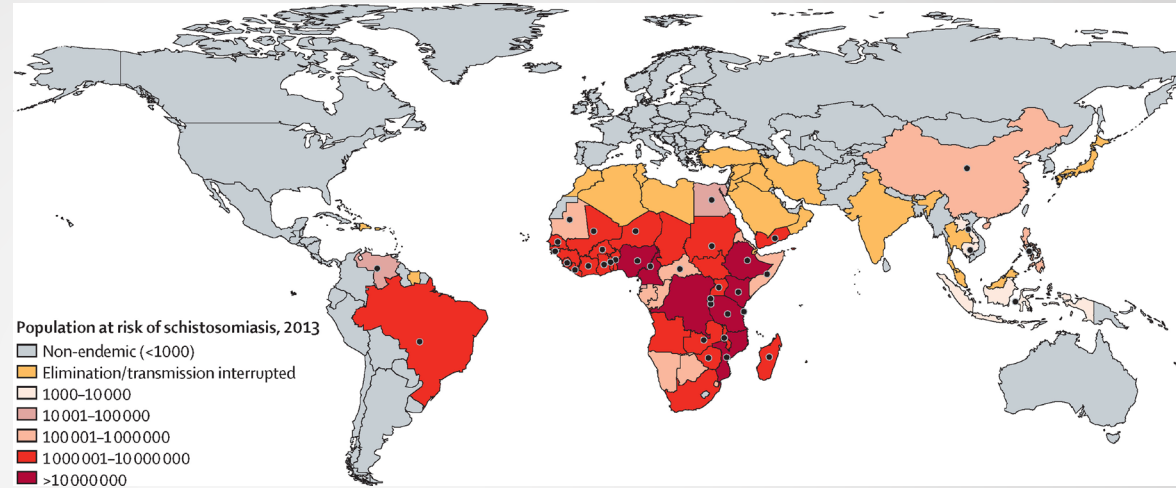 Population at risk of schistosomiasis, 2013
Non-endemic (<1000)
Elimination/transmission interrupted
1000–10 000
10 001–100 000
100 001–1 000 000
1 000 001–10 000 000
>10 000 000